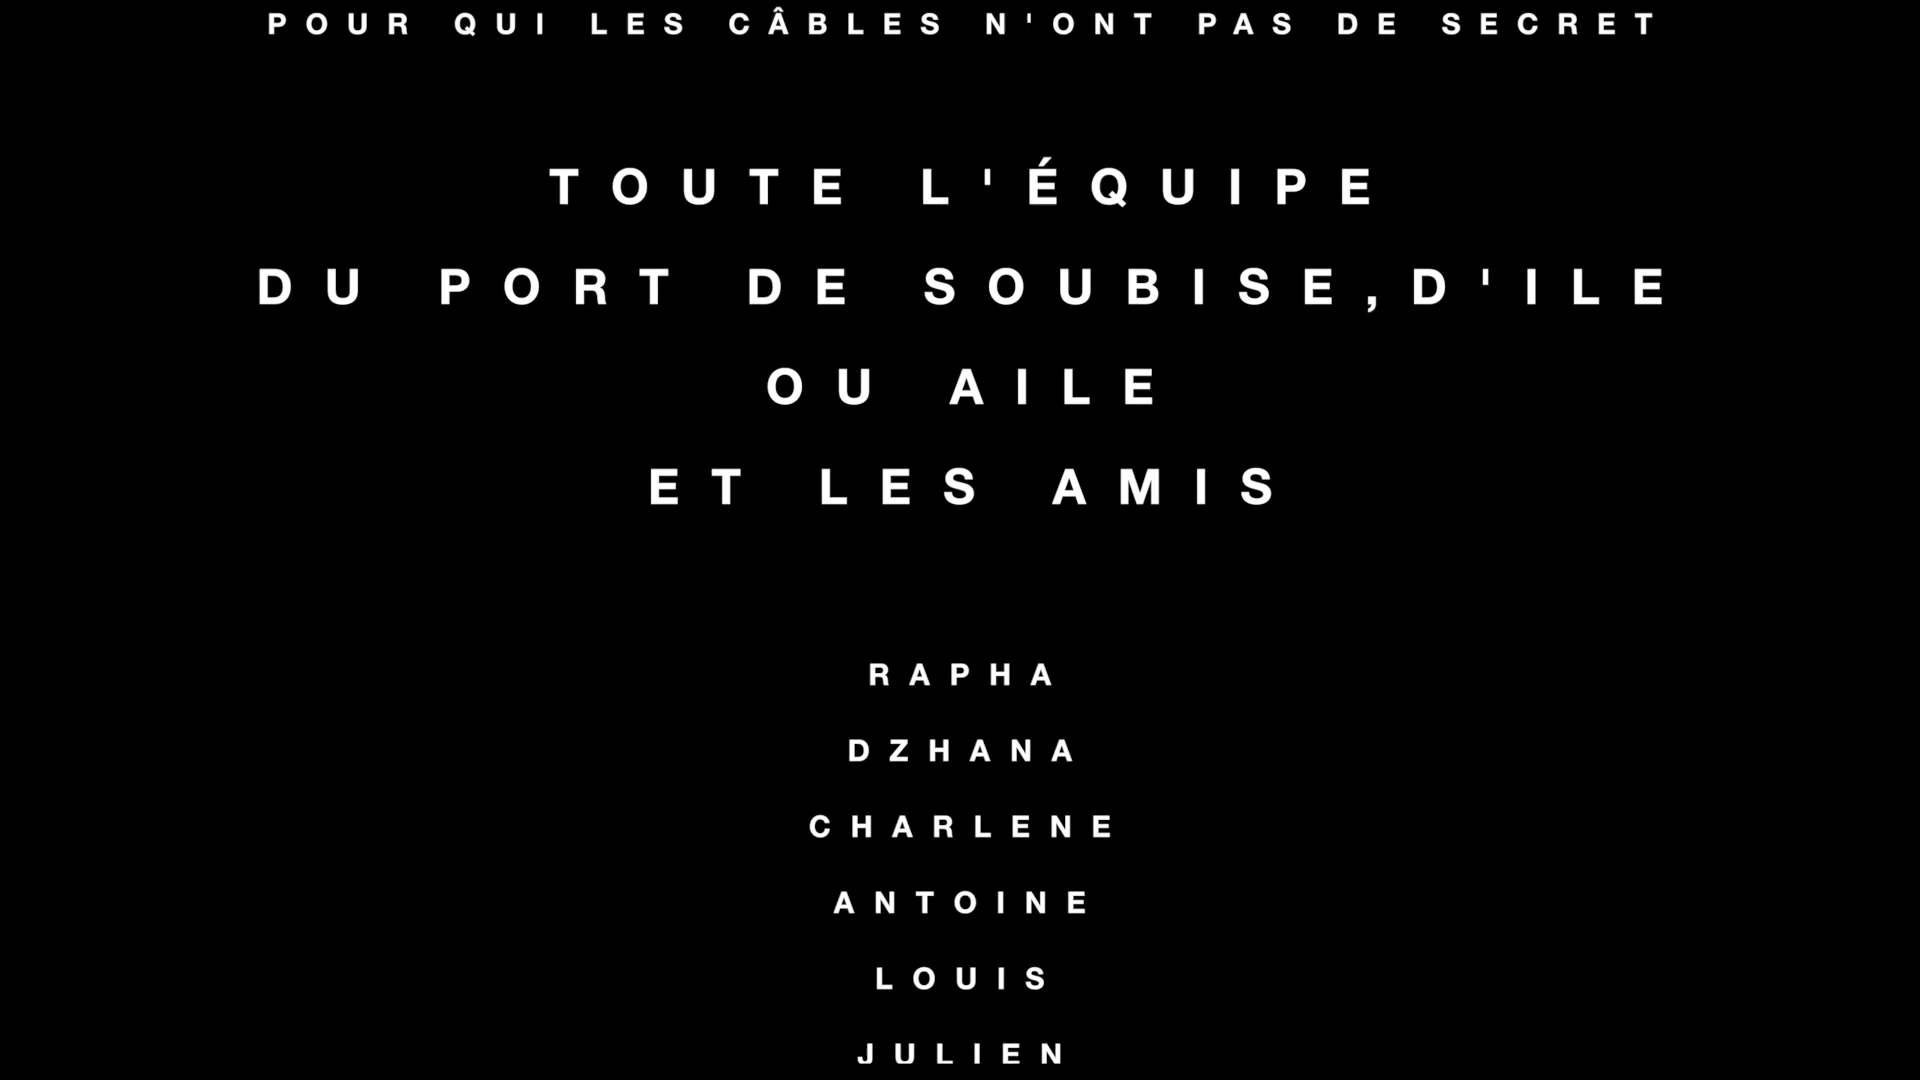 POUR QUI LES CÂBLES N'ONT PAS DE SECRET
TOUTE L'ÉQUIPE
DU PORT DE SOUBISE,D'ILE
OU AILE
ET LES AMIS
RAPHA
DZHANA
CHARLENE
ANTOINE
LOUIS
JULIEN